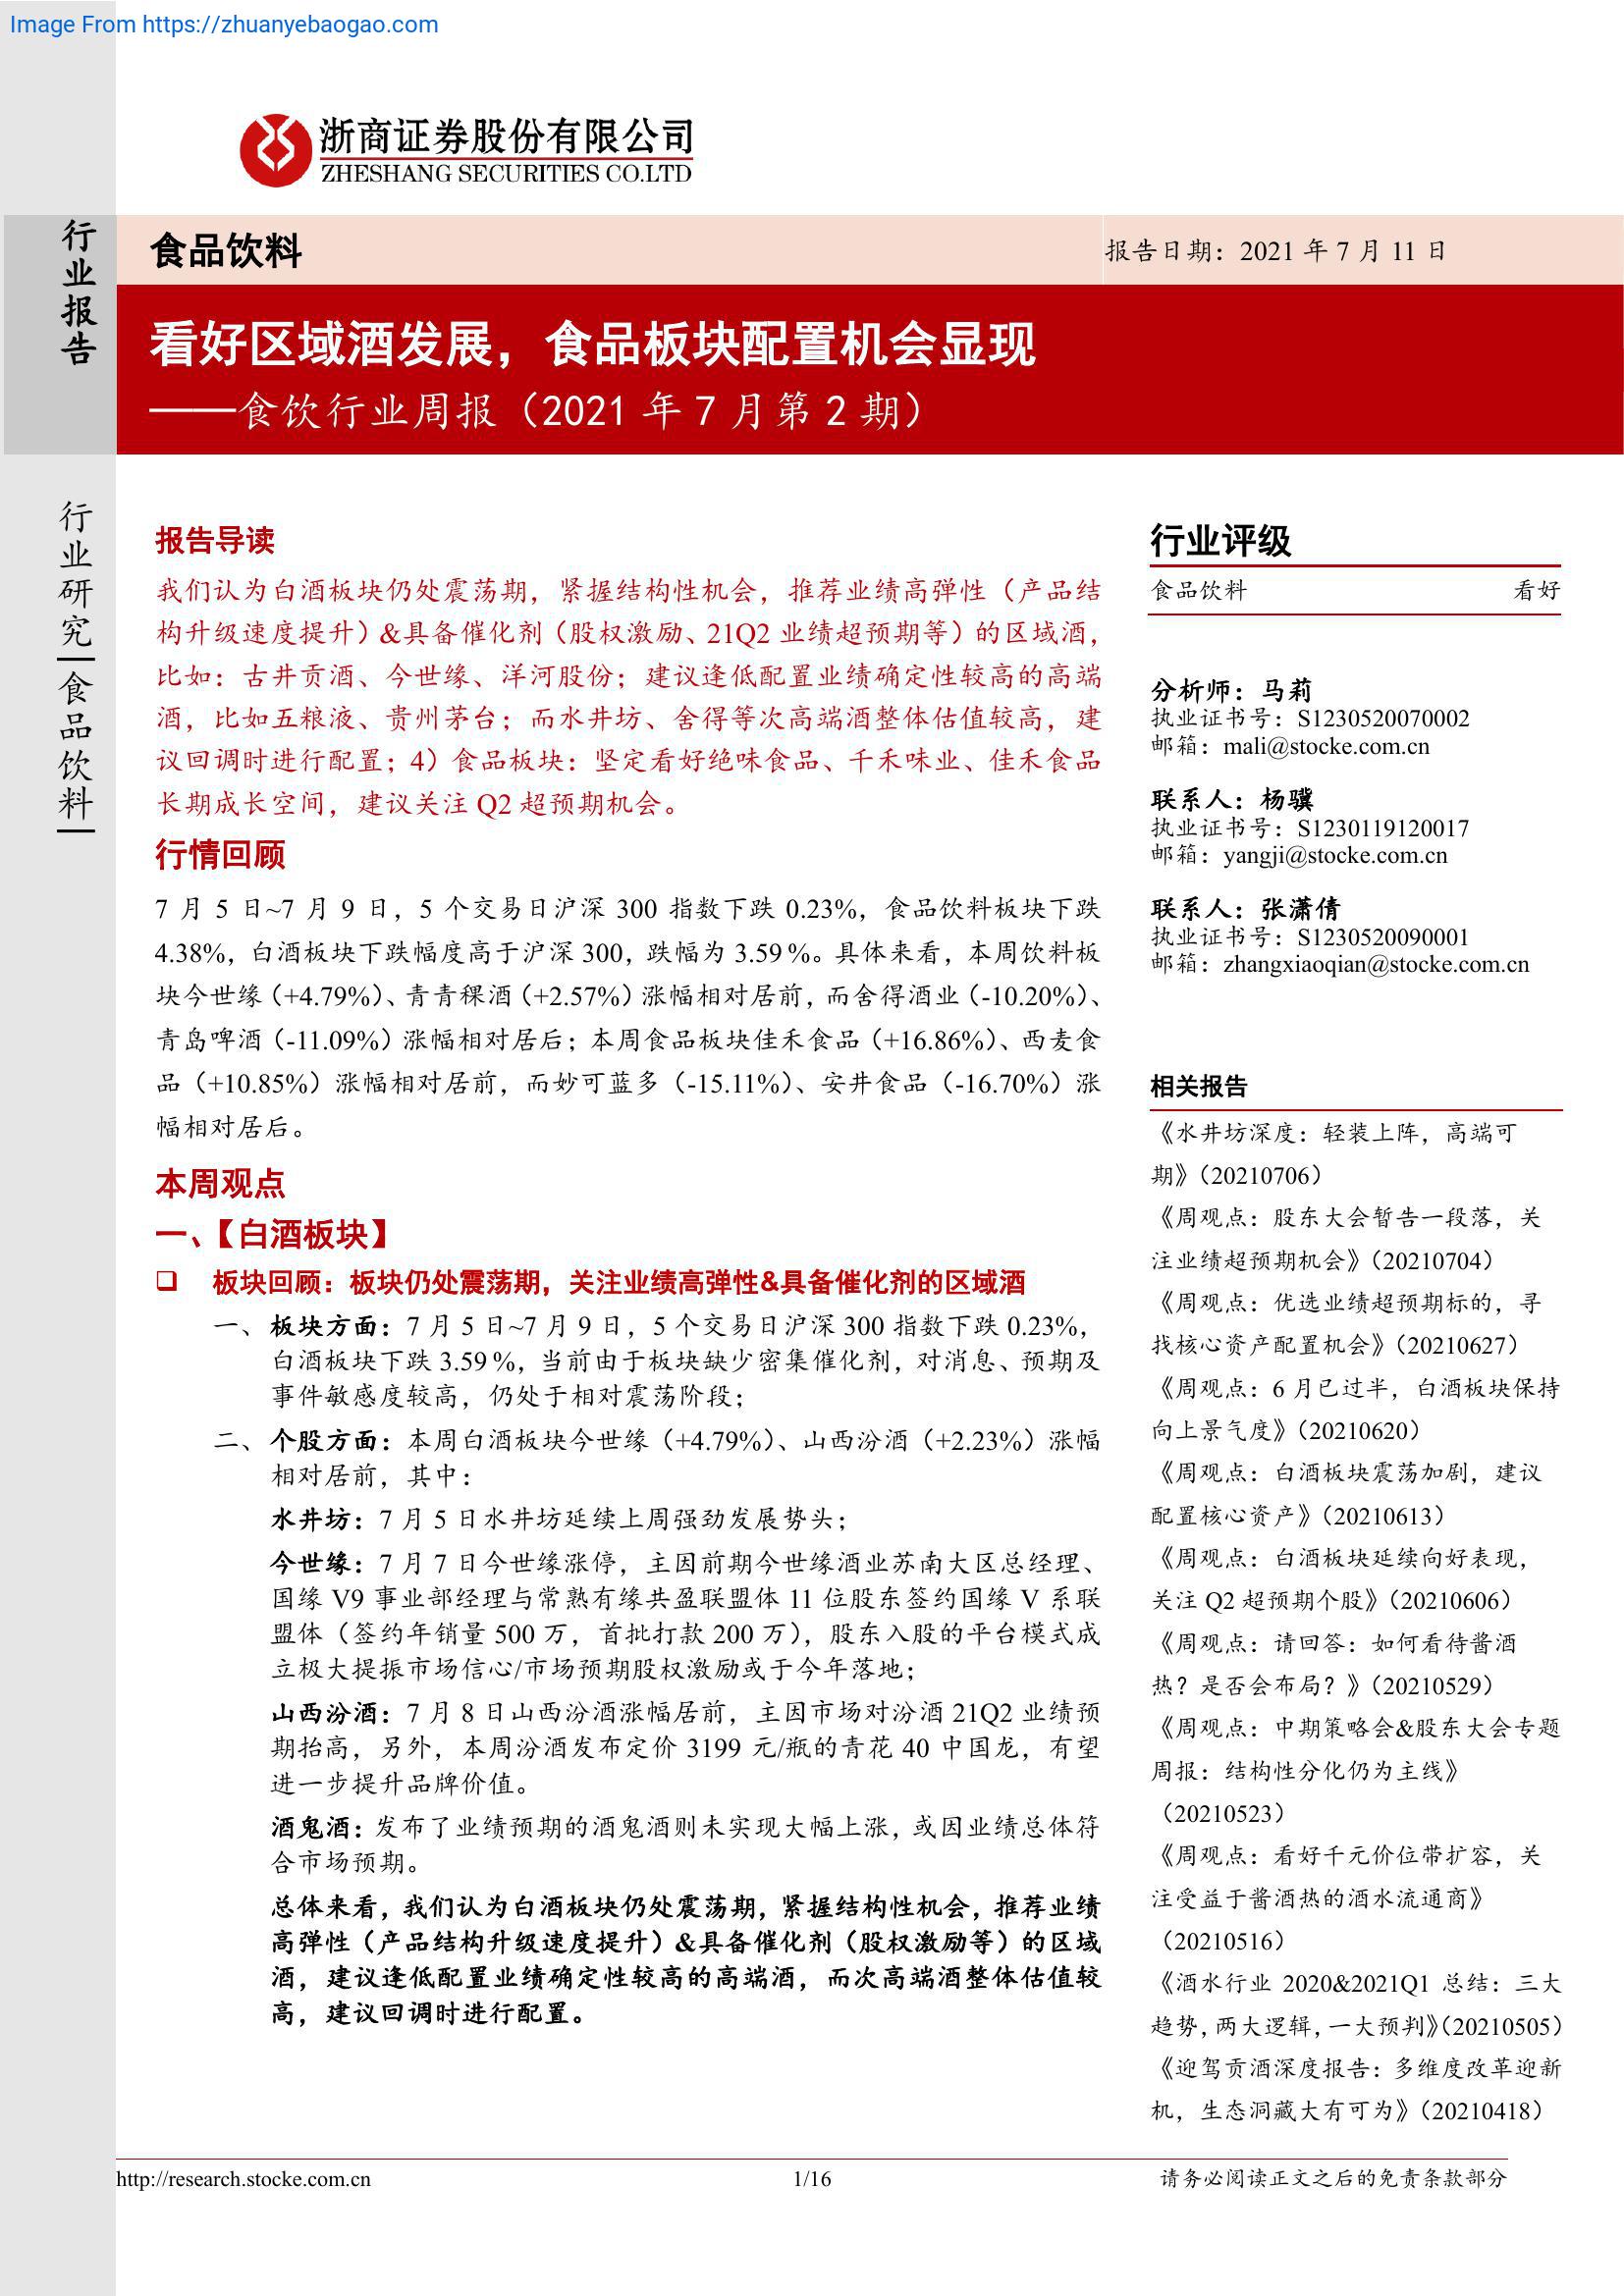 Image From https://zhuanyebaogao.com
浙商证券股份有限公司
ZHESHANG SECURITIES CO.LTD
行业报告
食品饮料
报告日期：2021 年 7 月 11 日
看好区域酒发展，食品板块配置机会显现
——食饮行业周报（2021 年 7 月第 2 期）
行业研究|食品饮料|
报告导读
我们认为白酒板块仍处震荡期，紧握结构性机会，推荐业绩高弹性（产品结
构升级速度提升）&具备催化剂（股权激励、21Q2 业绩超预期等）的区域酒，
比如：古井贡酒、今世缘、洋河股份；建议逢低配置业绩确定性较高的高端
酒，比如五粮液、贵州茅台；而水井坊、舍得等次高端酒整体估值较高，建
议回调时进行配置；4）食品板块：坚定看好绝味食品、千禾味业、佳禾食品
长期成长空间，建议关注 Q2 超预期机会。
行情回顾
7 月 5 日~7 月 9 日，5 个交易日沪深 300 指数下跌 0.23%，食品饮料板块下跌
4.38%，白酒板块下跌幅度高于沪深 300，跌幅为 3.59%。具体来看，本周饮料板
块今世缘（+4.79%）、青青稞酒（+2.57%）涨幅相对居前，而舍得酒业（-10.20%）、
青岛啤酒（-11.09%）涨幅相对居后；本周食品板块佳禾食品（+16.86%）、西麦食
品（+10.85%）涨幅相对居前，而妙可蓝多（-15.11%）、安井食品（-16.70%）涨
幅相对居后。
本周观点
一、【白酒板块】
❑ 板块回顾：板块仍处震荡期，关注业绩高弹性&具备催化剂的区域酒
一、板块方面：7 月 5 日~7 月 9 日，5 个交易日沪深 300 指数下跌 0.23%，
白酒板块下跌 3.59%，当前由于板块缺少密集催化剂，对消息、预期及
事件敏感度较高，仍处于相对震荡阶段；
二、个股方面：本周白酒板块今世缘（+4.79%）、山西汾酒（+2.23%）涨幅
相对居前，其中：
水井坊：7 月 5 日水井坊延续上周强劲发展势头；
今世缘：7 月 7 日今世缘涨停，主因前期今世缘酒业苏南大区总经理、
国缘 V9 事业部经理与常熟有缘共盈联盟体 11 位股东签约国缘 V 系联
盟体（签约年销量 500 万，首批打款 200 万），股东入股的平台模式成
立极大提振市场信心/市场预期股权激励或于今年落地；
山西汾酒：7 月 8 日山西汾酒涨幅居前，主因市场对汾酒 21Q2 业绩预
期抬高，另外，本周汾酒发布定价 3199 元/瓶的青花 40 中国龙，有望
进一步提升品牌价值。
酒鬼酒：发布了业绩预期的酒鬼酒则未实现大幅上涨，或因业绩总体符
合市场预期。
总体来看，我们认为白酒板块仍处震荡期，紧握结构性机会，推荐业绩
高弹性（产品结构升级速度提升）&具备催化剂（股权激励等）的区域
酒，建议逢低配置业绩确定性较高的高端酒，而次高端酒整体估值较
高，建议回调时进行配置。
行业评级
食品饮料 看好
分析师：马莉
执业证书号：S1230520070002
邮箱：mali@stocke.com.cn
联系人：杨骥
执业证书号：S1230119120017
邮箱：yangji@stocke.com.cn
联系人：张潇倩
执业证书号：S1230520090001
邮箱：zhangxiaoqian@stocke.com.cn
相关报告
《水井坊深度：轻装上阵，高端可
期》（20210706）
《周观点：股东大会暂告一段落，关
注业绩超预期机会》（20210704）
《周观点：优选业绩超预期标的，寻
找核心资产配置机会》（20210627）
《周观点：6 月已过半，白酒板块保持
向上景气度》（20210620）
《周观点：白酒板块震荡加剧，建议
配置核心资产》（20210613）
《周观点：白酒板块延续向好表现，
关注 Q2 超预期个股》（20210606）
《周观点：请回答：如何看待酱酒
热？是否会布局？》（20210529）
《周观点：中期策略会&股东大会专题
周报：结构性分化仍为主线》
（20210523）
《周观点：看好千元价位带扩容，关
注受益于酱酒热的酒水流通商》
（20210516）
《酒水行业 2020&2021Q1 总结：三大
趋势，两大逻辑，一大预判》（20210505）
《迎驾贡酒深度报告：多维度改革迎新
机，生态洞藏大有可为》（20210418）
http://research.stocke.com.cn
1/16
请务必阅读正文之后的免责条款部分